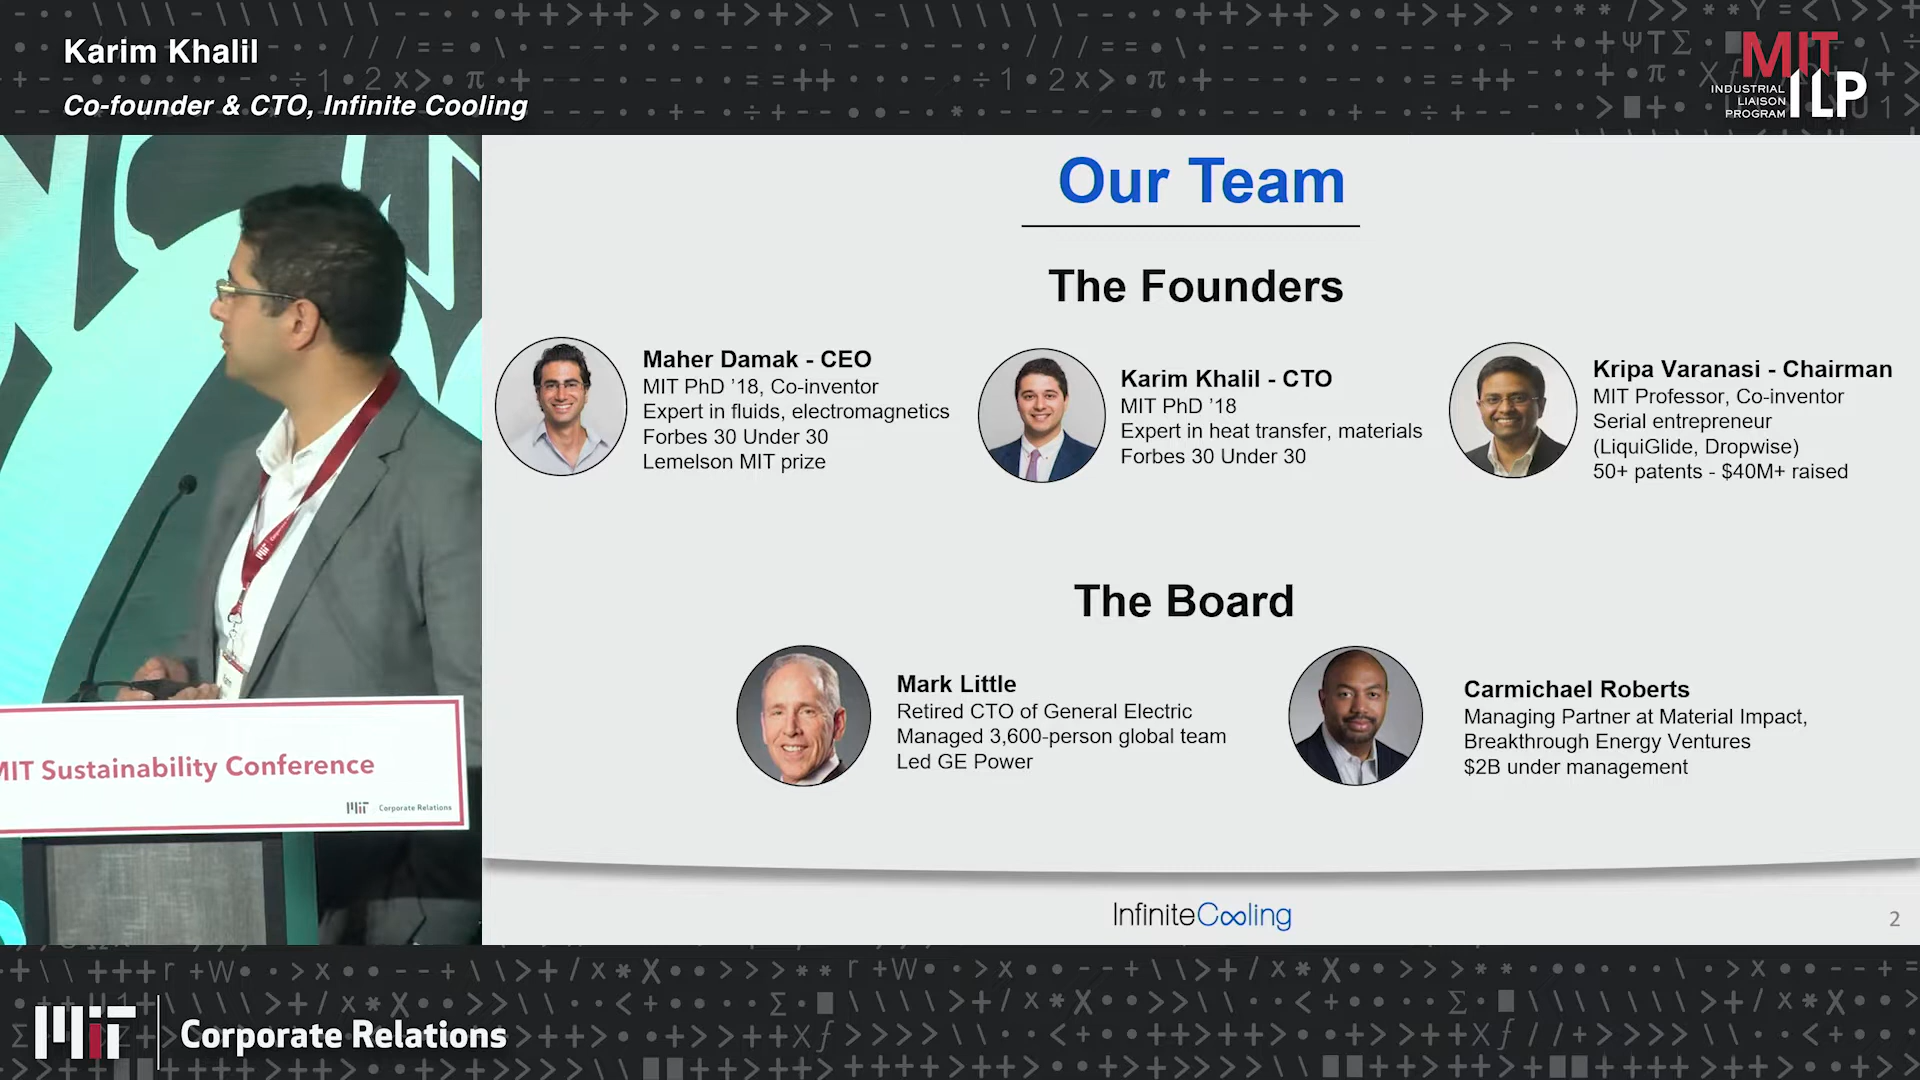 Karim Khalil
Co-founder & CTO, Infinite Cooling
MIT
ILP
INDUSTRIAL
LIAISON
PROGRAM
Our Team
The Founders
Maher Damak - CEO
MIT PhD ’18, Co-inventor
Expert in fluids, electromagnetics
Forbes 30 Under 30
Lemelson MIT prize
Karim Khalil - CTO
MIT PhD ’18
Expert in heat transfer, materials
Forbes 30 Under 30
Kripa Varanasi - Chairman
MIT Professor, Co-inventor
Serial entrepreneur
(LiquiGlide, Dropwise)
50+ patents - $40M+ raised
The Board
Mark Little
Retired CTO of General Electric
Managed 3,600-person global team
Led GE Power
Carmichael Roberts
Managing Partner at Material Impact,
Breakthrough Energy Ventures
$2B under management
InfiniteCooling
2
MIT Sustainability Conference
MIT Corporate Relations
MIT Corporate Relations